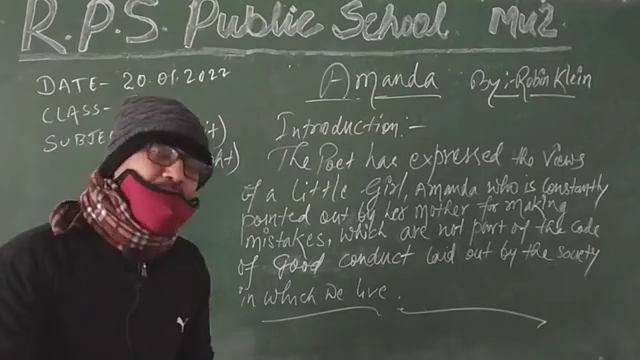 R.P.S. Public School Muz
DATE- 20.01.2022
Amanda By:- Robin Klein
CLASS-
SUBJE
Introduction:-
The Poet has expressed the views
of a little Girl, Amanda who is constantly
pointed out by her mother for making
mistakes, which are not part of the code
of good conduct laid out by the society
in which we live.